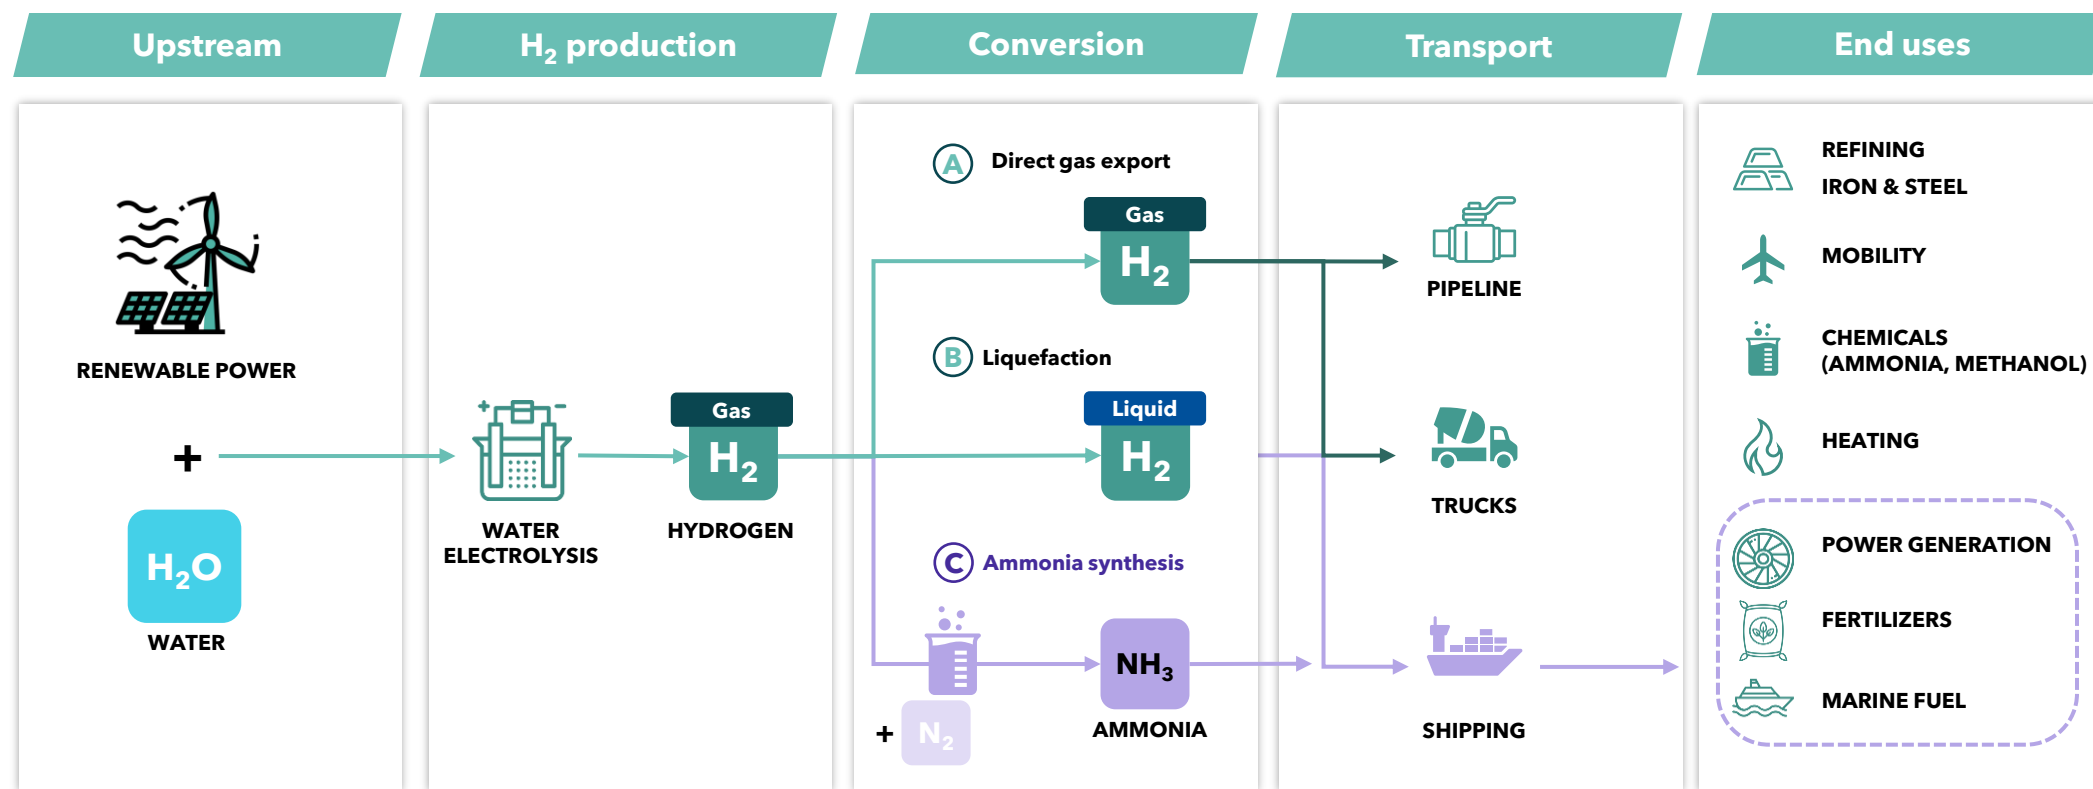 Upstream
H₂ production
Conversion
Transport
End uses
RENEWABLE POWER
+
H₂O
WATER
+ -
WATER
ELECTROLYSIS
Gas
H₂
HYDROGEN
A Direct gas export
Gas
H₂
B Liquefaction
Liquid
H₂
C Ammonia synthesis
+ N₂
NH₃
AMMONIA
PIPELINE
TRUCKS
SHIPPING
REFINING
IRON & STEEL
MOBILITY
CHEMICALS
(AMMONIA, METHANOL)
HEATING
POWER GENERATION
FERTILIZERS
MARINE FUEL